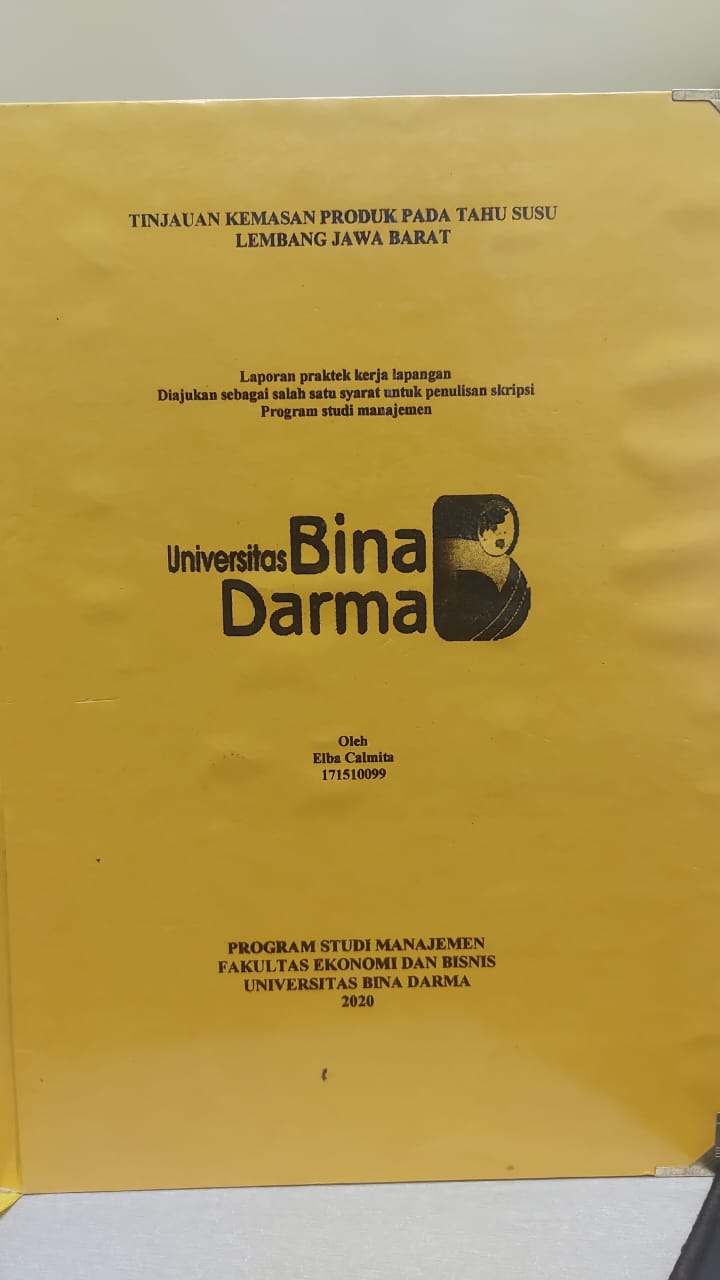 TINJAUAN KEMASAN PRODUK PADA TAHU SUSU
LEMBANG JAWA BARAT
Laporan praktek kerja lapangan
Diajukan sebagai salah satu syarat untuk penulisan skripsi
Program studi manajemen
Universitas Bina
Darma
Oleh
Elba Calmita
171510099
PROGRAM STUDI MANAJEMEN
FAKULTAS EKONOMI DAN BISNIS
UNIVERSITAS BINA DARMA
2020